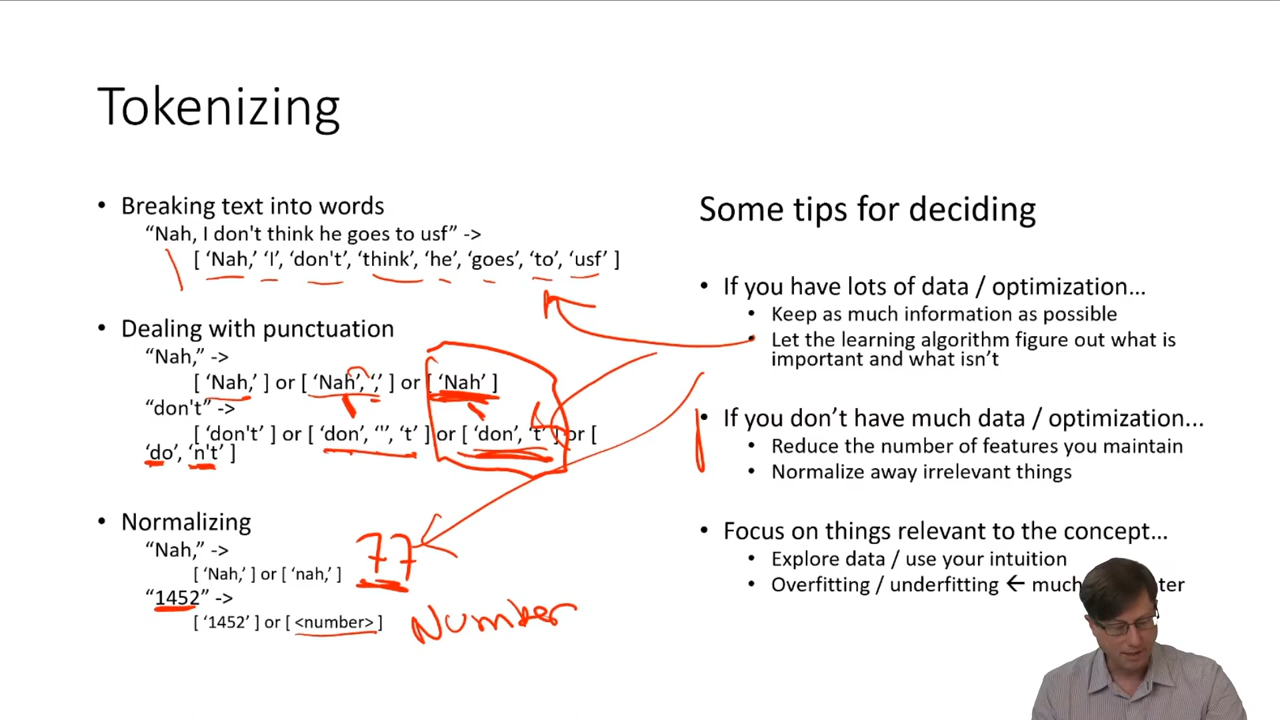 Tokenizing
• Breaking text into words
“Nah, I don't think he goes to usf” ->
[ ‘Nah,’ ‘I’, ‘don't’, ‘think’, ‘he’, ‘goes’, ‘to’, ‘usf’ ]
• Dealing with punctuation
“Nah,” ->
[ ‘Nah,’ ] or [ ‘Nah’, ‘,’ ] or [ ‘Nah’ ]
“don't” ->
[ ‘don't’ ] or [ ‘don’, ‘'’, ‘t’ ] or [ ‘don’, ‘t’ ] or [
‘do’, ‘n't’ ]
• Normalizing
“Nah,” ->
[ ‘Nah,’ ] or [ ‘nah,’ ]
77
“1452” ->
[ ‘1452’ ] or [ <number> ]
Number
Some tips for deciding
• If you have lots of data / optimization…
• Keep as much information as possible
• Let the learning algorithm figure out what is
important and what isn’t
• If you don’t have much data / optimization…
• Reduce the number of features you maintain
• Normalize away irrelevant things
• Focus on things relevant to the concept…
• Explore data / use your intuition
• Overfitting / underfitting ← much